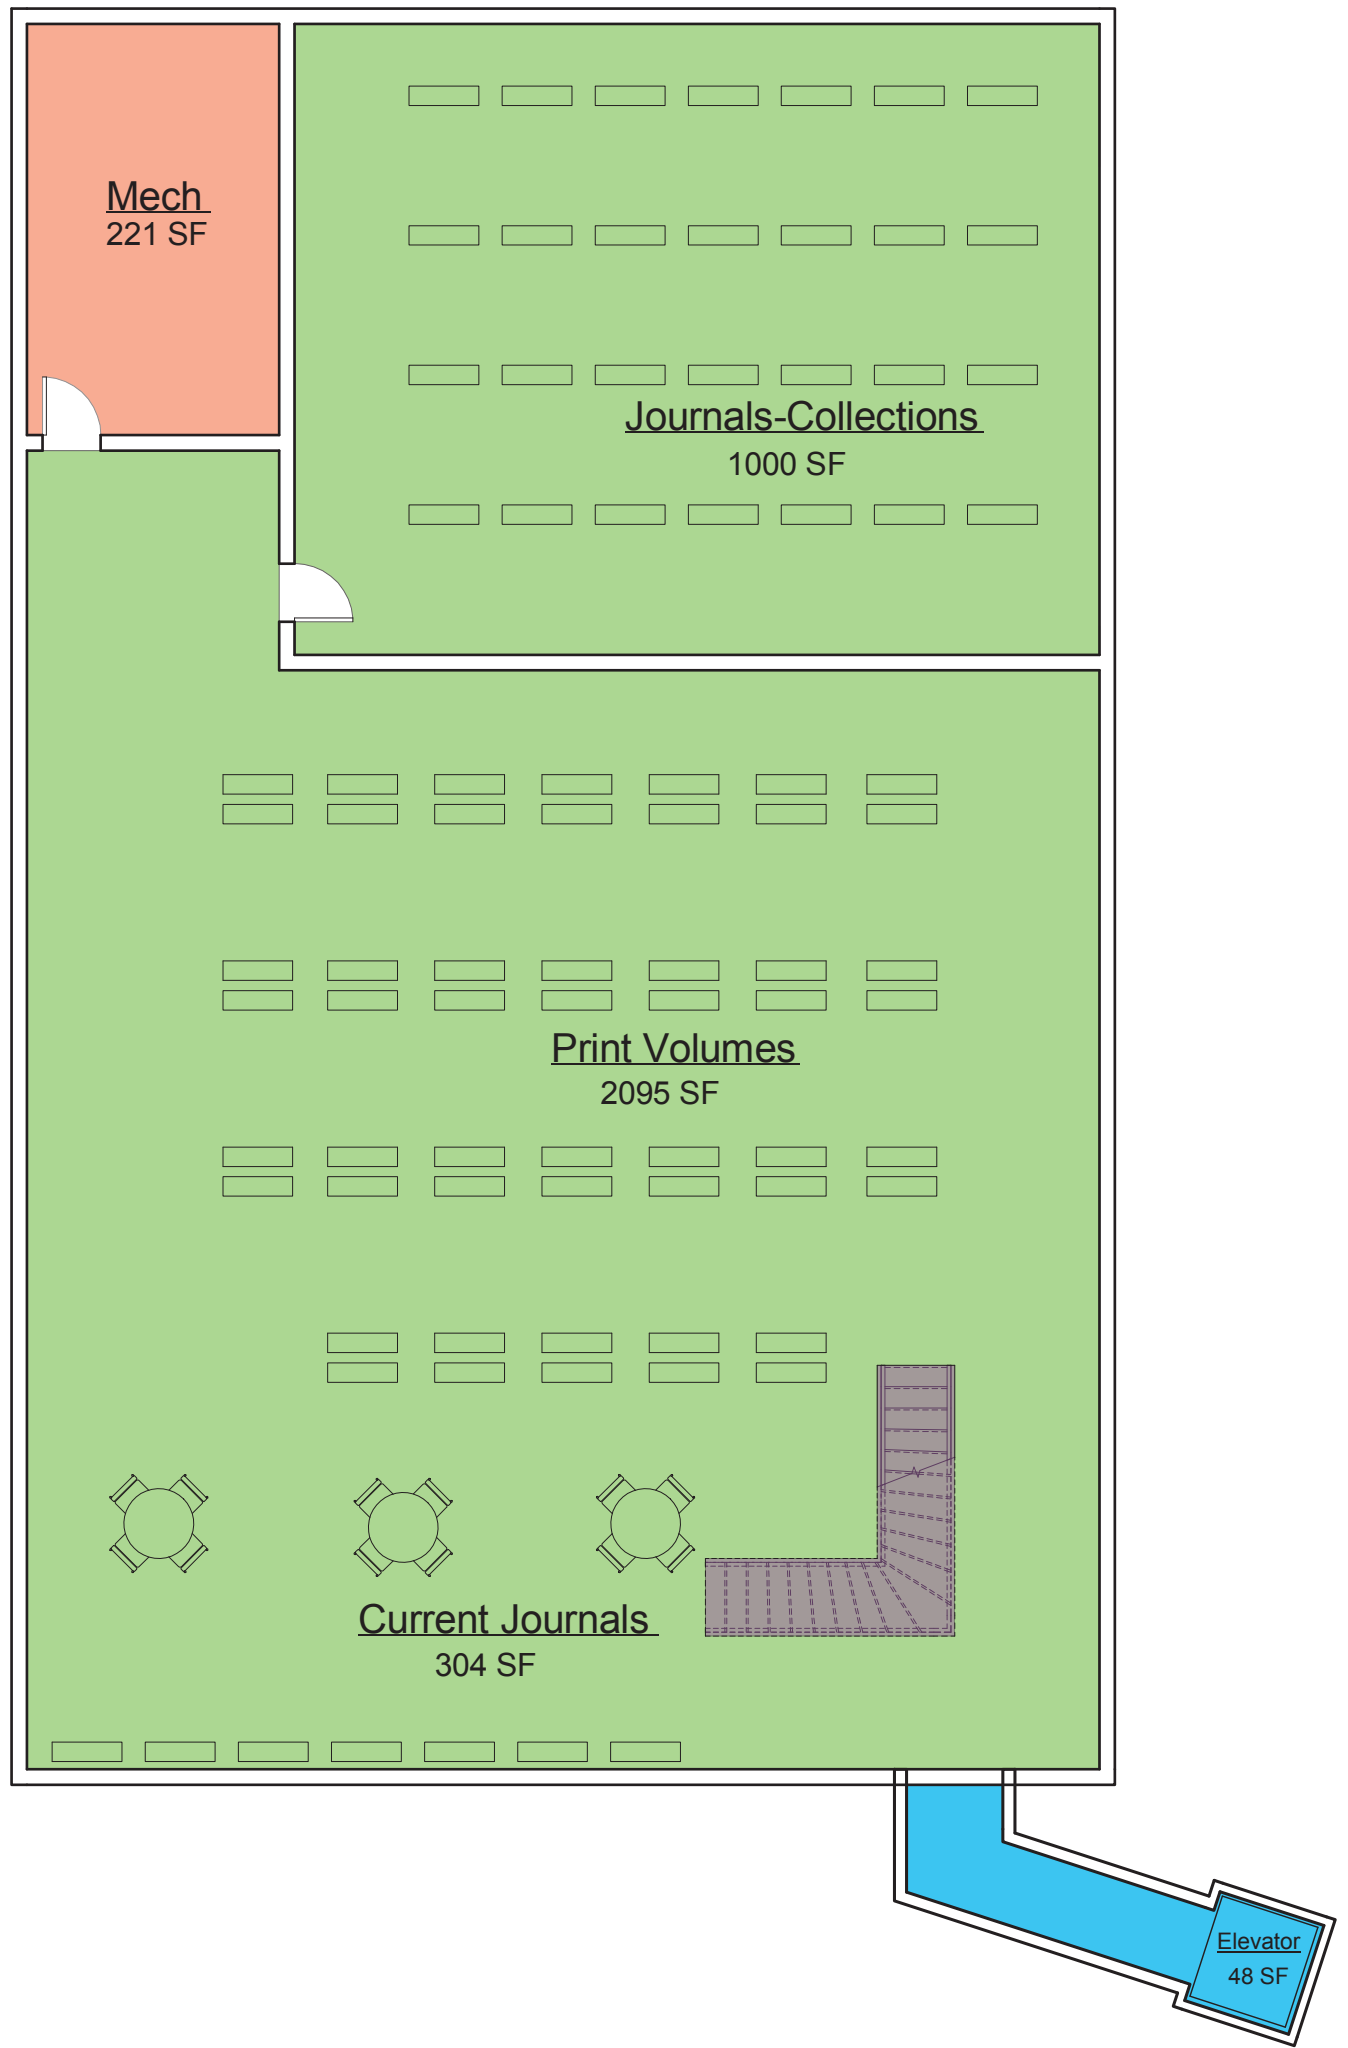 Mech
221 SF
Journals-Collections
1000 SF
Print Volumes
2095 SF
Current Journals
304 SF
Elevator
48 SF